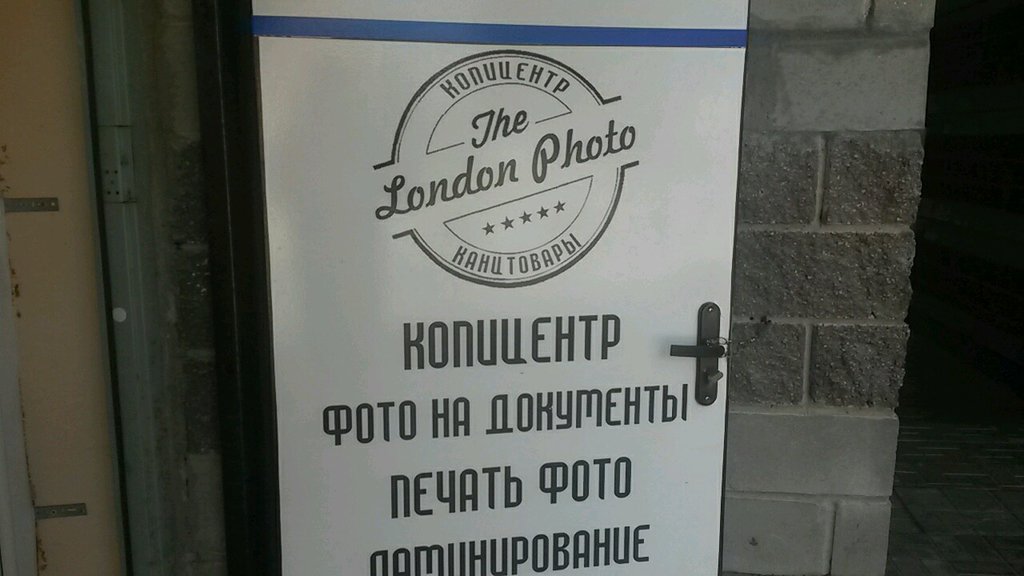 КОПИЦЕНТР
The
London Photo
КАНЦТОВАРЫ
КОПИЦЕНТР
ФОТО НА ДОКУМЕНТЫ
ПЕЧАТЬ ФОТО
ЛАМИНИРОВАНИЕ